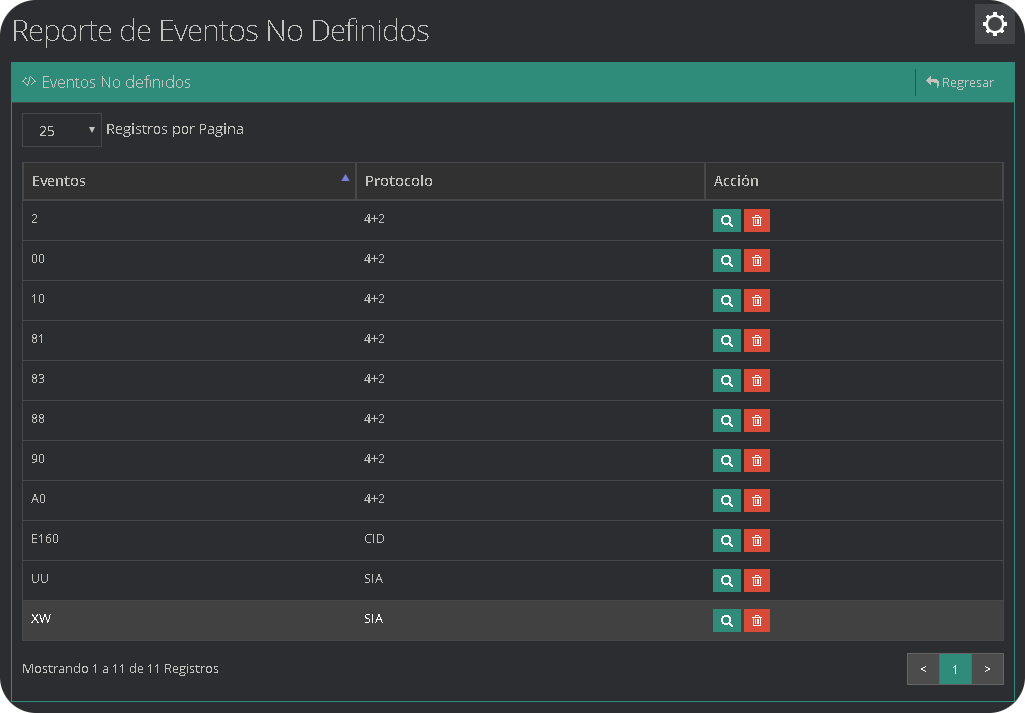 Reporte de Eventos No Definidos
Eventos No definidos Regresar
25 Registros por Pagina
Eventos Protocolo Acción
2 4+2
00 4+2
10 4+2
81 4+2
83 4+2
88 4+2
90 4+2
A0 4+2
E160 CID
UU SIA
XW SIA
Mostrando 1 a 11 de 11 Registros < 1 >